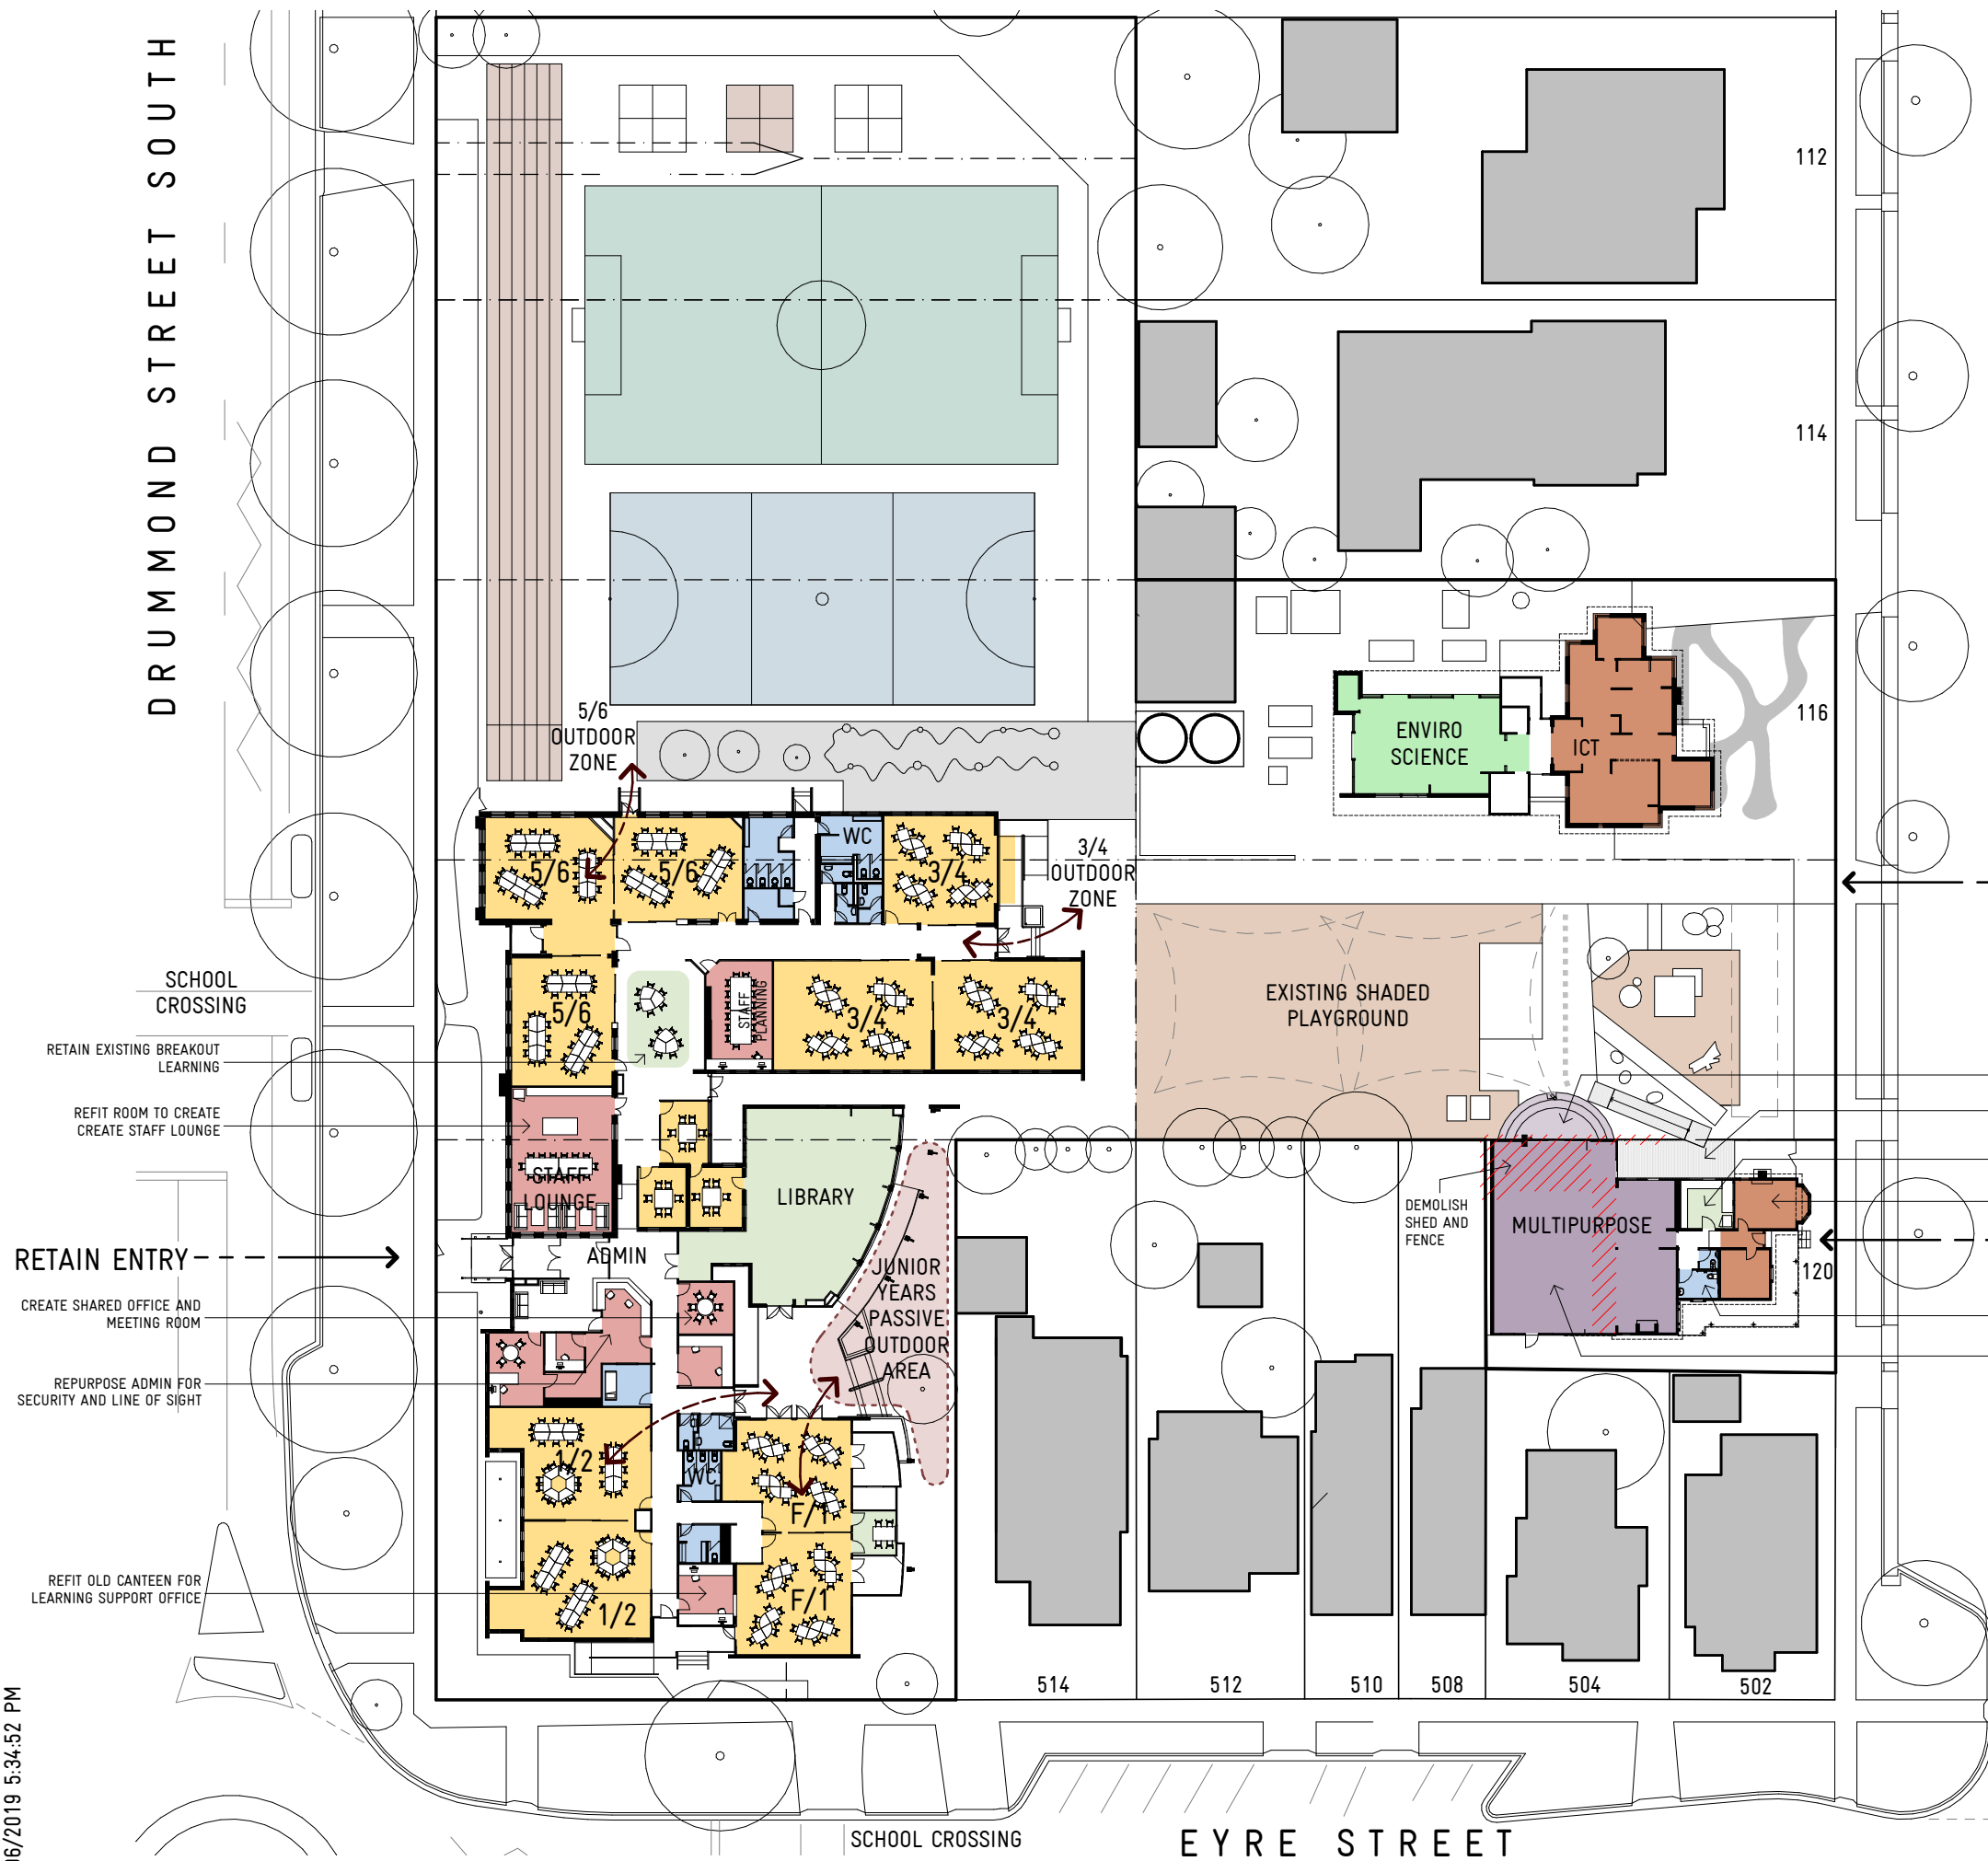 DRUMMOND STREET SOUTH
112
114
116
5/6
OUTDOOR
ZONE
ENVIRO
SCIENCE
ICT
WC
5/6
5/6
3/4
3/4
OUTDOOR
ZONE
SCHOOL
CROSSING
5/6
STAFF
PLANNING
3/4
3/4
EXISTING SHADED
PLAYGROUND
RETAIN EXISTING BREAKOUT
LEARNING
REFIT ROOM TO CREATE
CREATE STAFF LOUNGE
STAFF
LOUNGE
LIBRARY
DEMOLISH
SHED AND
FENCE
MULTIPURPOSE
RETAIN ENTRY
ADMIN
120
JUNIOR
YEARS
PASSIVE
OUTDOOR
AREA
CREATE SHARED OFFICE AND
MEETING ROOM
REPURPOSE ADMIN FOR
SECURITY AND LINE OF SIGHT
1/2
WC
F/1
REFIT OLD CANTEEN FOR
LEARNING SUPPORT OFFICE
1/2
F/1
514
512
510
508
504
502
06/2019 5:34:52 PM
SCHOOL CROSSING
EYRE STREET